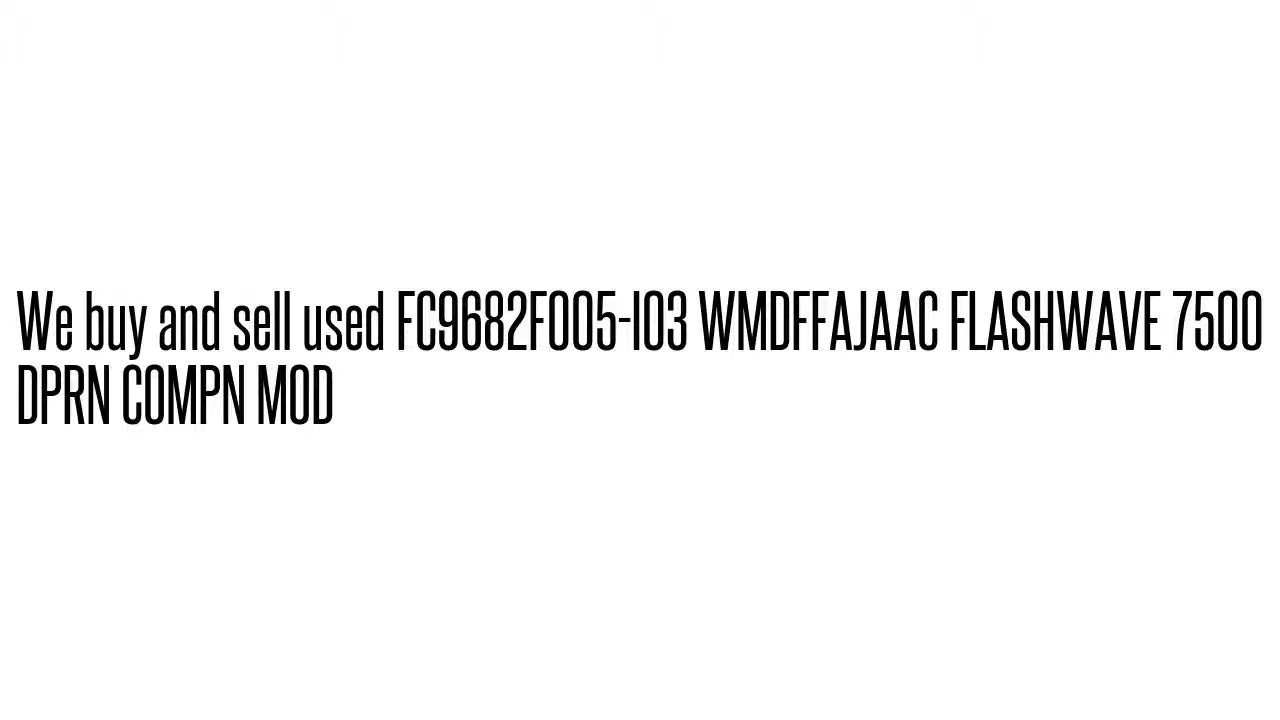 We buy and sell used FC9682F005-I03 WMDFFAJAAC FLASHWAVE 7500
DPRN COMPN MOD